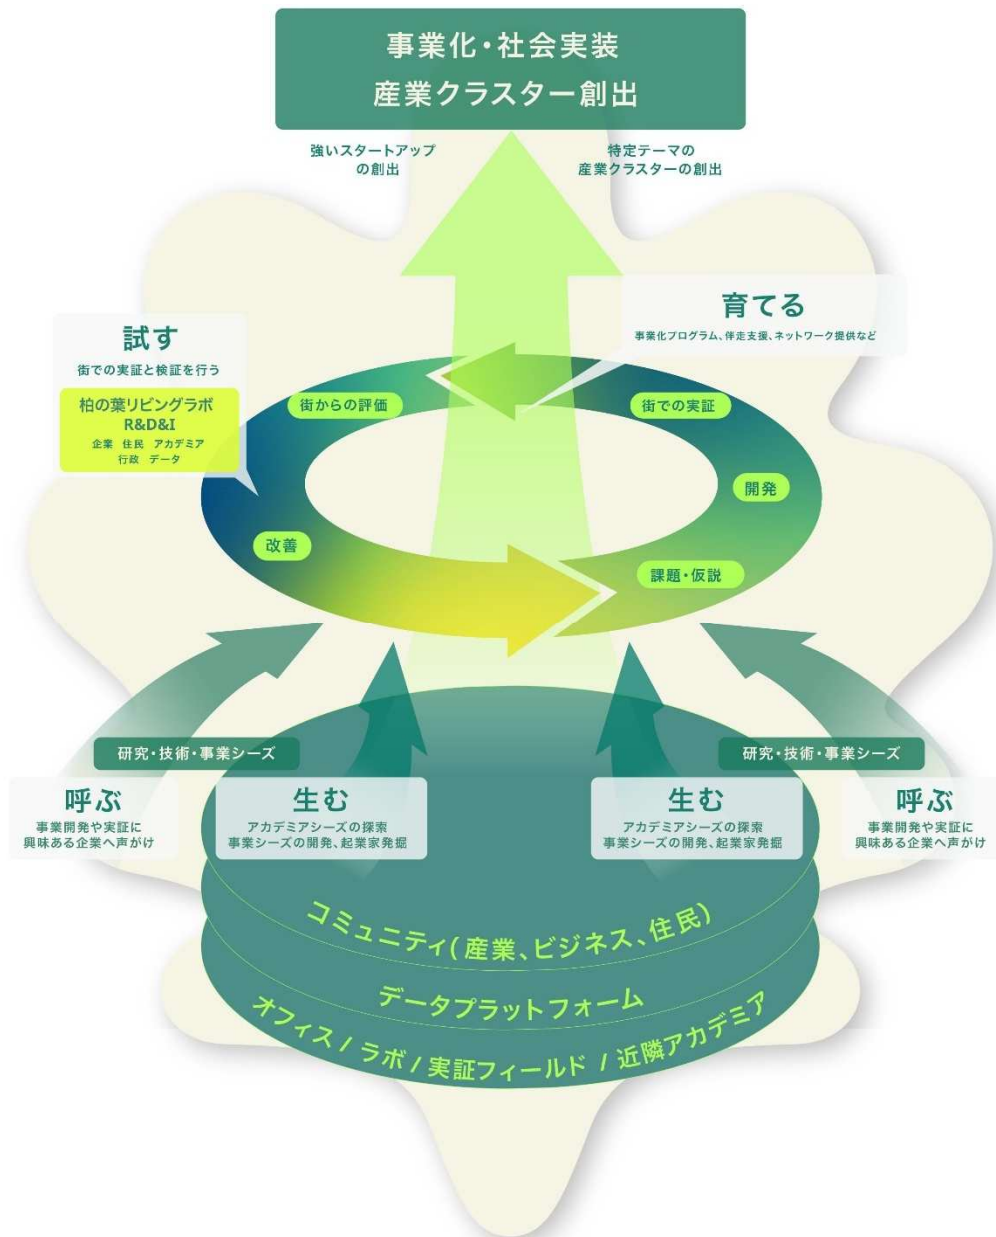 事業化・社会実装
産業クラスター創出
強いスタートアップ
の創出
特定テーマの
産業クラスターの創出
育てる
事業化プログラム、伴走支援、ネットワーク提供など
試す
街での実証と検証を行う
柏の葉リビングラボ
R&D&I
企業 住民 アカデミア
行政 データ
街からの評価
街での実証
開発
改善
課題・仮説
研究・技術・事業シーズ
研究・技術・事業シーズ
呼ぶ
事業開発や実証に
興味ある企業へ声がけ
生む
アカデミアシーズの探索
事業シーズの開発、起業家発掘
生む
アカデミアシーズの探索
事業シーズの開発、起業家発掘
呼ぶ
事業開発や実証に
興味ある企業へ声がけ
コミュニティ(産業、ビジネス、住民)
データプラットフォーム
オフィス / ラボ / 実証フィールド / 近隣アカデミア